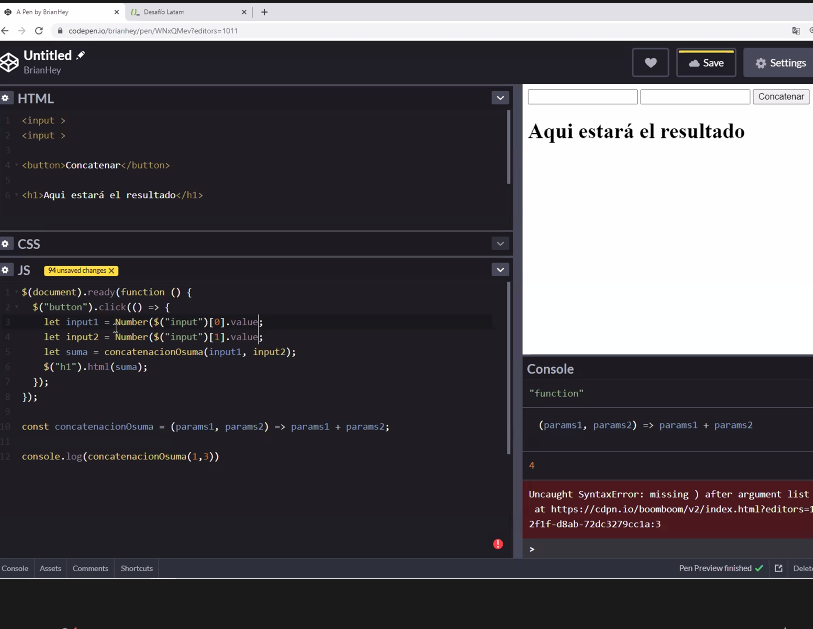 A Pen by BrianHey
Desafío Latam
codepen.io/brianhey/pen/WNxQMev?editors=1011
Untitled
BrianHey
Save
Settings
HTML
1 <input >
2 <input >
3
4 <button>Concatenar</button>
5
6 <h1>Aqui estará el resultado</h1>
Concatenar
Aqui estará el resultado
CSS
JS
94 unsaved changes X
1 $(document).ready(function () {
2 $("button").click(() => {
3 let input1 = Number($("input")[0].value;
4 let input2 = Number($("input")[1].value;
5 let suma = concatenacionOsuma(input1, input2);
6 $("h1").html(suma);
7 });
8 });
9
10 const concatenacionOsuma = (params1, params2) => params1 + params2;
11
12 console.log(concatenacionOsuma(1,3))
Console
"function"
(params1, params2) => params1 + params2
4
Uncaught SyntaxError: missing ) after argument list
at https://cdpn.io/boomboom/v2/index.html?editors=1
2f1f-d8ab-72dc3279cc1a:3
>
Console
Assets
Comments
Shortcuts
Pen Preview finished
Delet